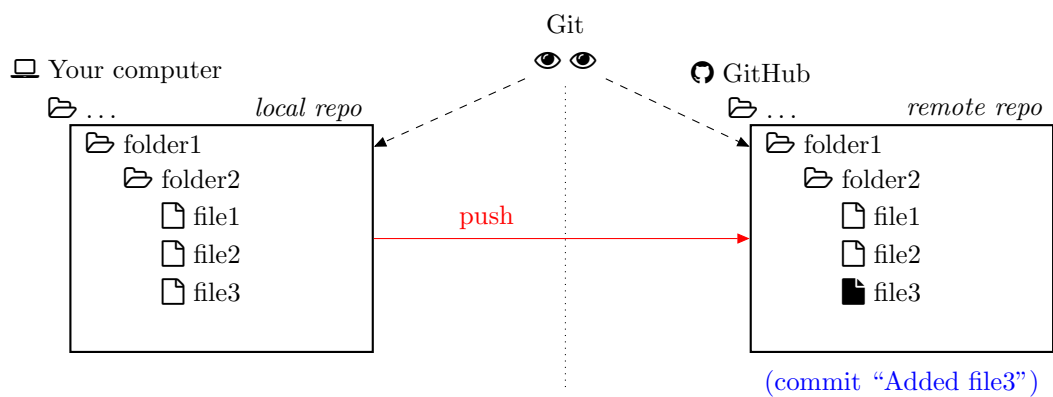 Git
Your computer
... local repo
folder1
folder2
file1
file2
file3
push
GitHub
... remote repo
folder1
folder2
file1
file2
file3
(commit “Added file3”)